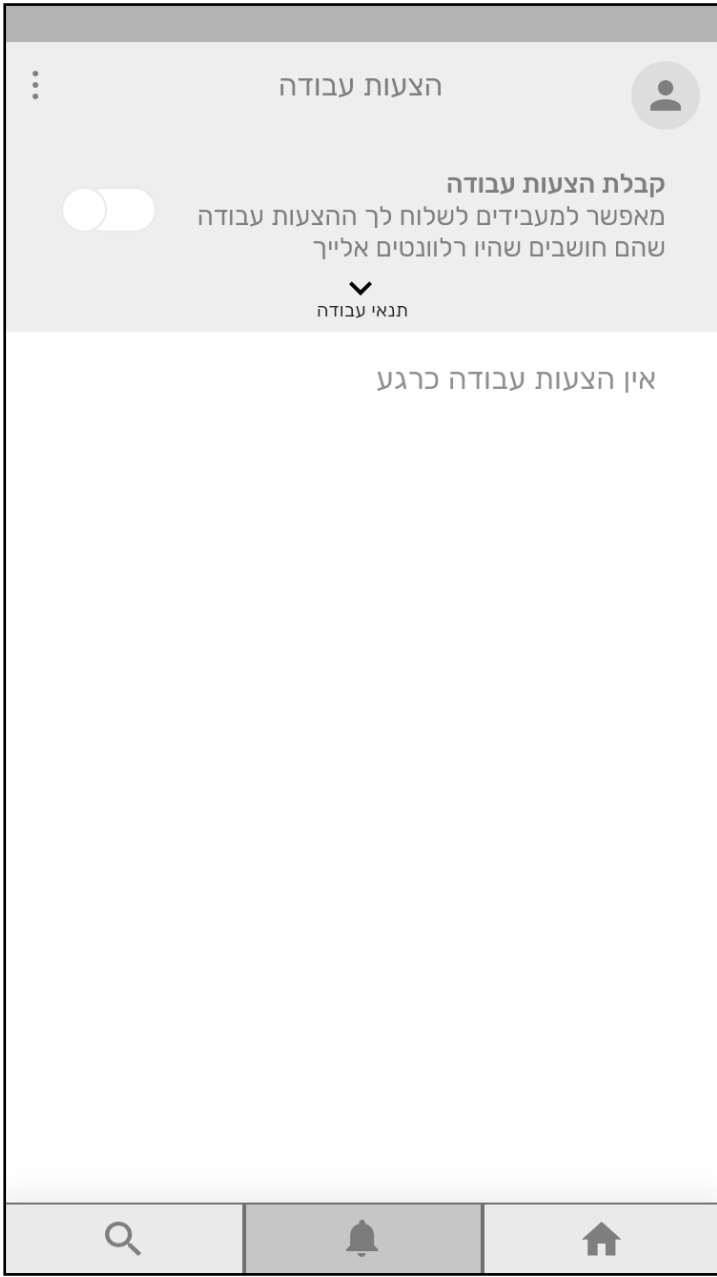 הצעות עבודה
קבלת הצעות עבודה
מאפשר למעבידים לשלוח לך ההצעות עבודה
שהם חושבים שהיו רלוונטים אלייך
תנאי עבודה
אין הצעות עבודה כרגע